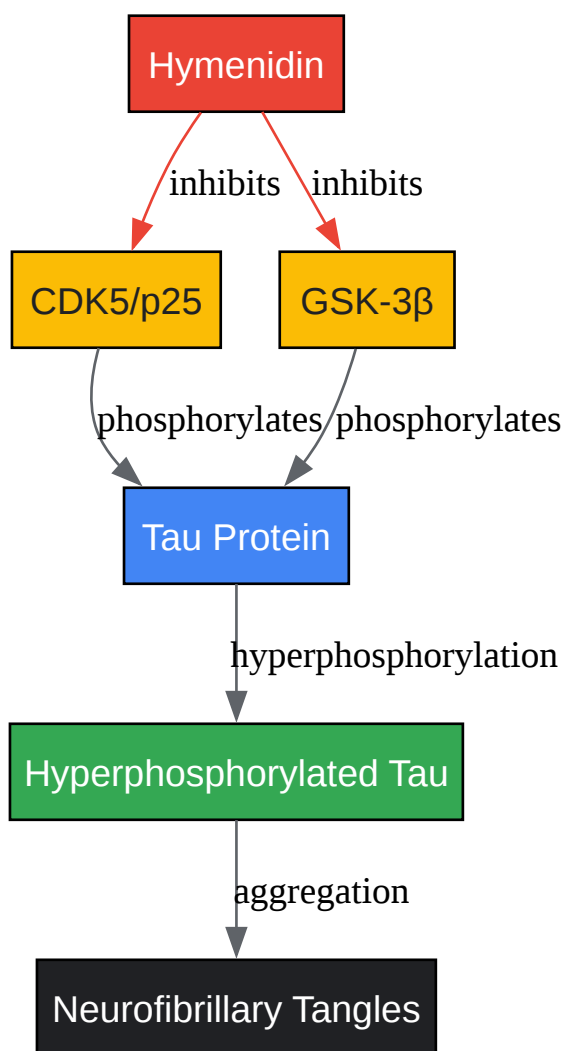 Hymenidin
inhibits
inhibits
CDK5/p25
GSK-3β
phosphorylates
phosphorylates
Tau Protein
hyperphosphorylation
Hyperphosphorylated Tau
aggregation
Neurofibrillary Tangles